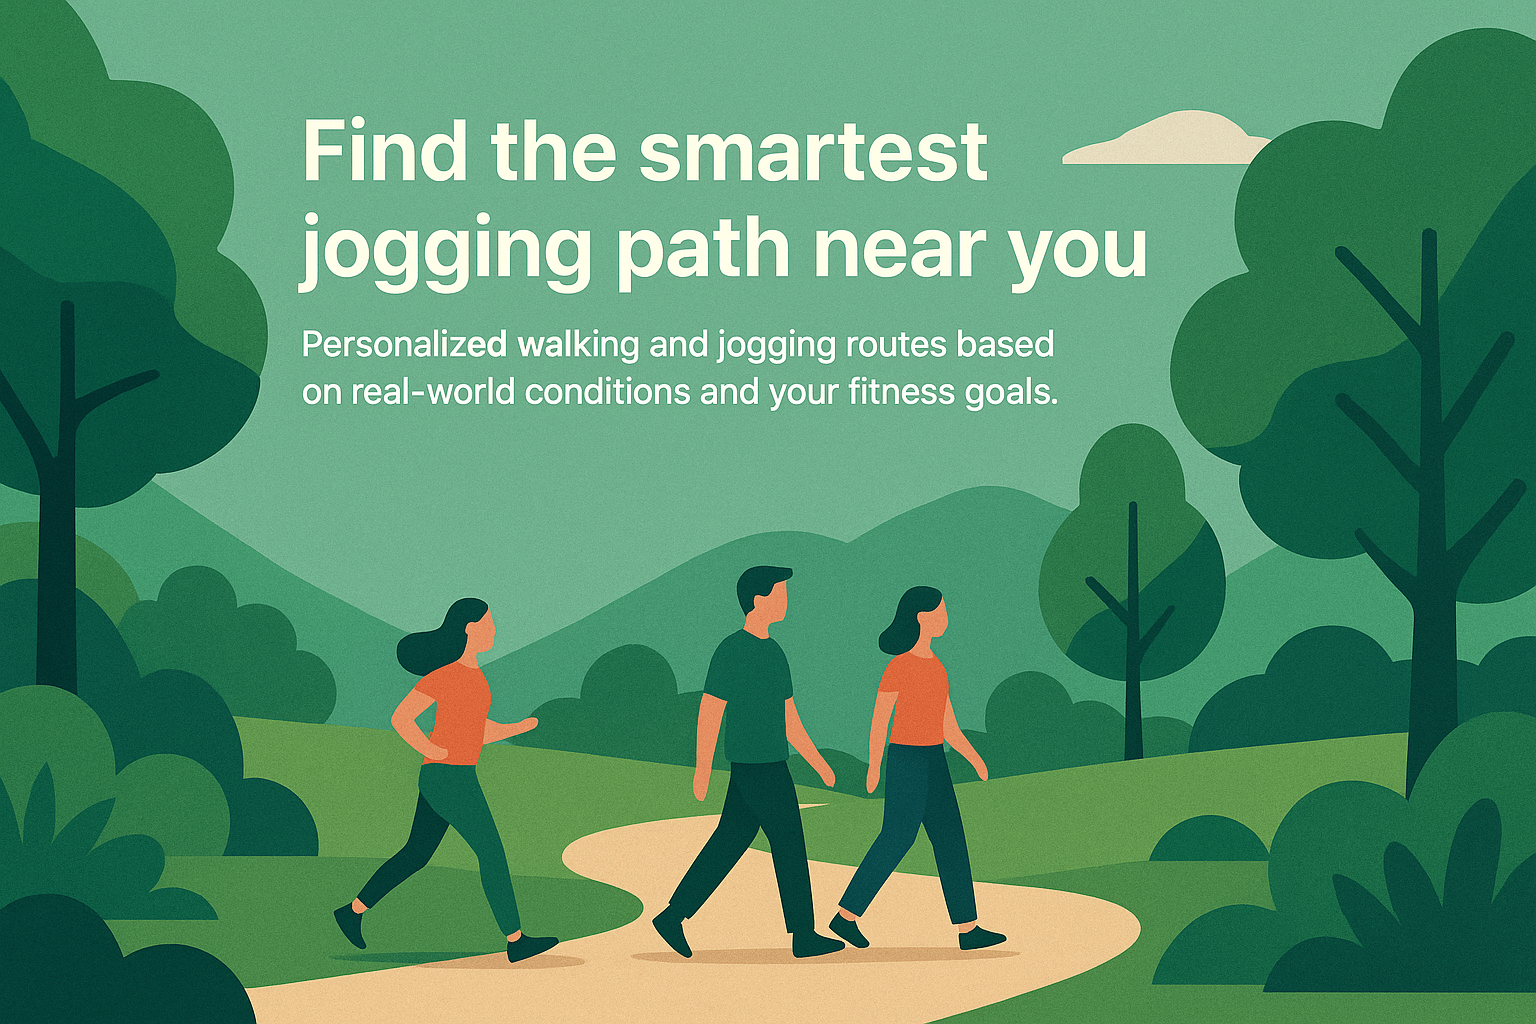 Find the smartest
jogging path near you
Personalized walking and jogging routes based
on real-world conditions and your fitness goals.